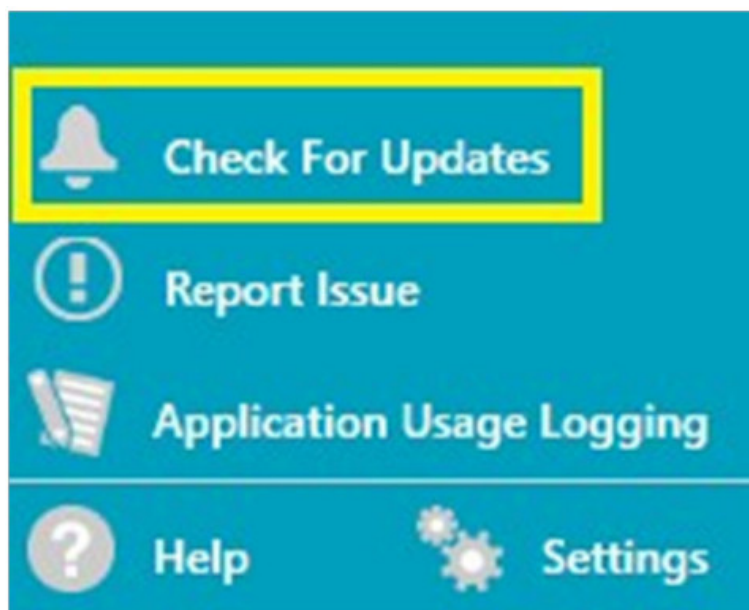 Check For Updates
Report Issue
Application Usage Logging
Help Settings